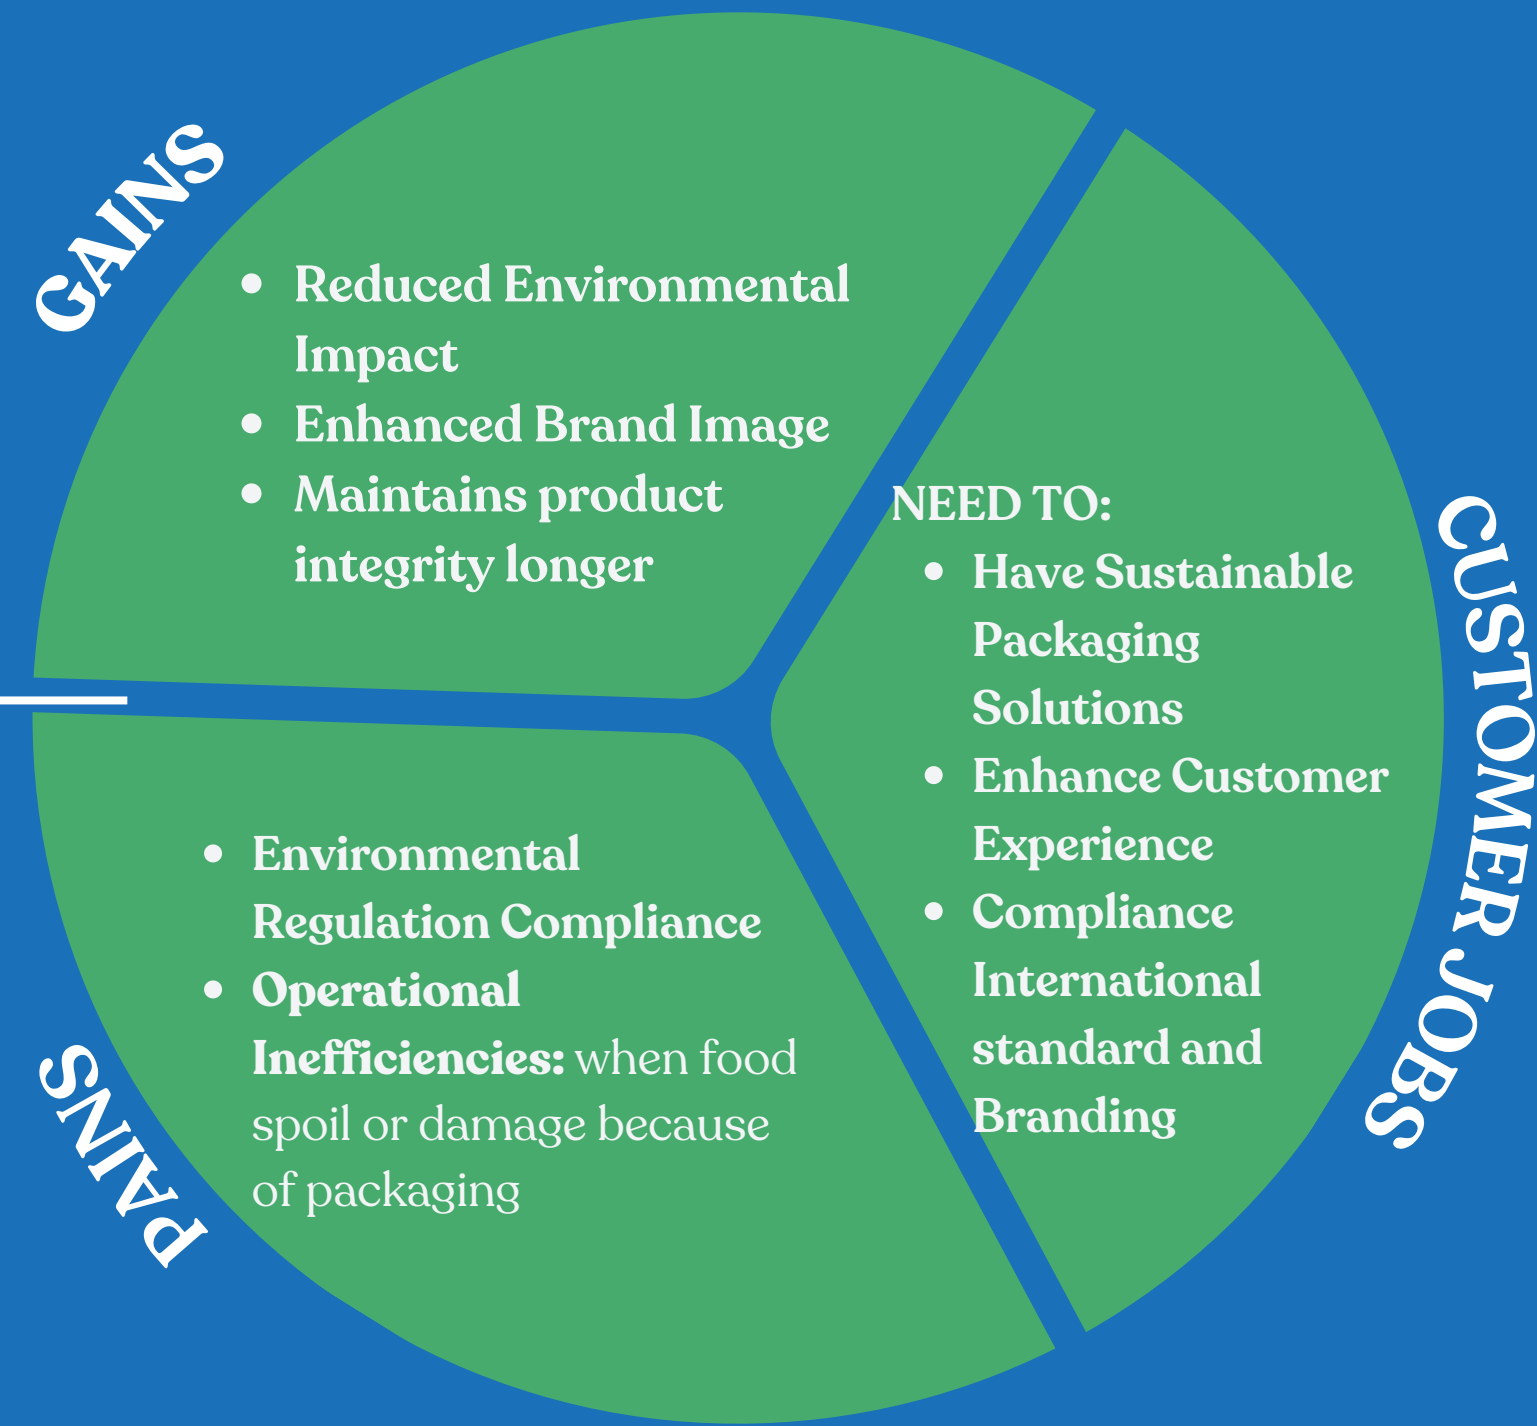 GAINS
• Reduced Environmental
Impact
• Enhanced Brand Image
• Maintains product
integrity longer
NEED TO:
• Have Sustainable
Packaging
Solutions
• Enhance Customer
Experience
• Compliance
International
standard and
Branding
CUSTOMER JOBS
• Environmental
Regulation Compliance
• Operational
Inefficiencies: when food
spoil or damage because
of packaging
PAINS